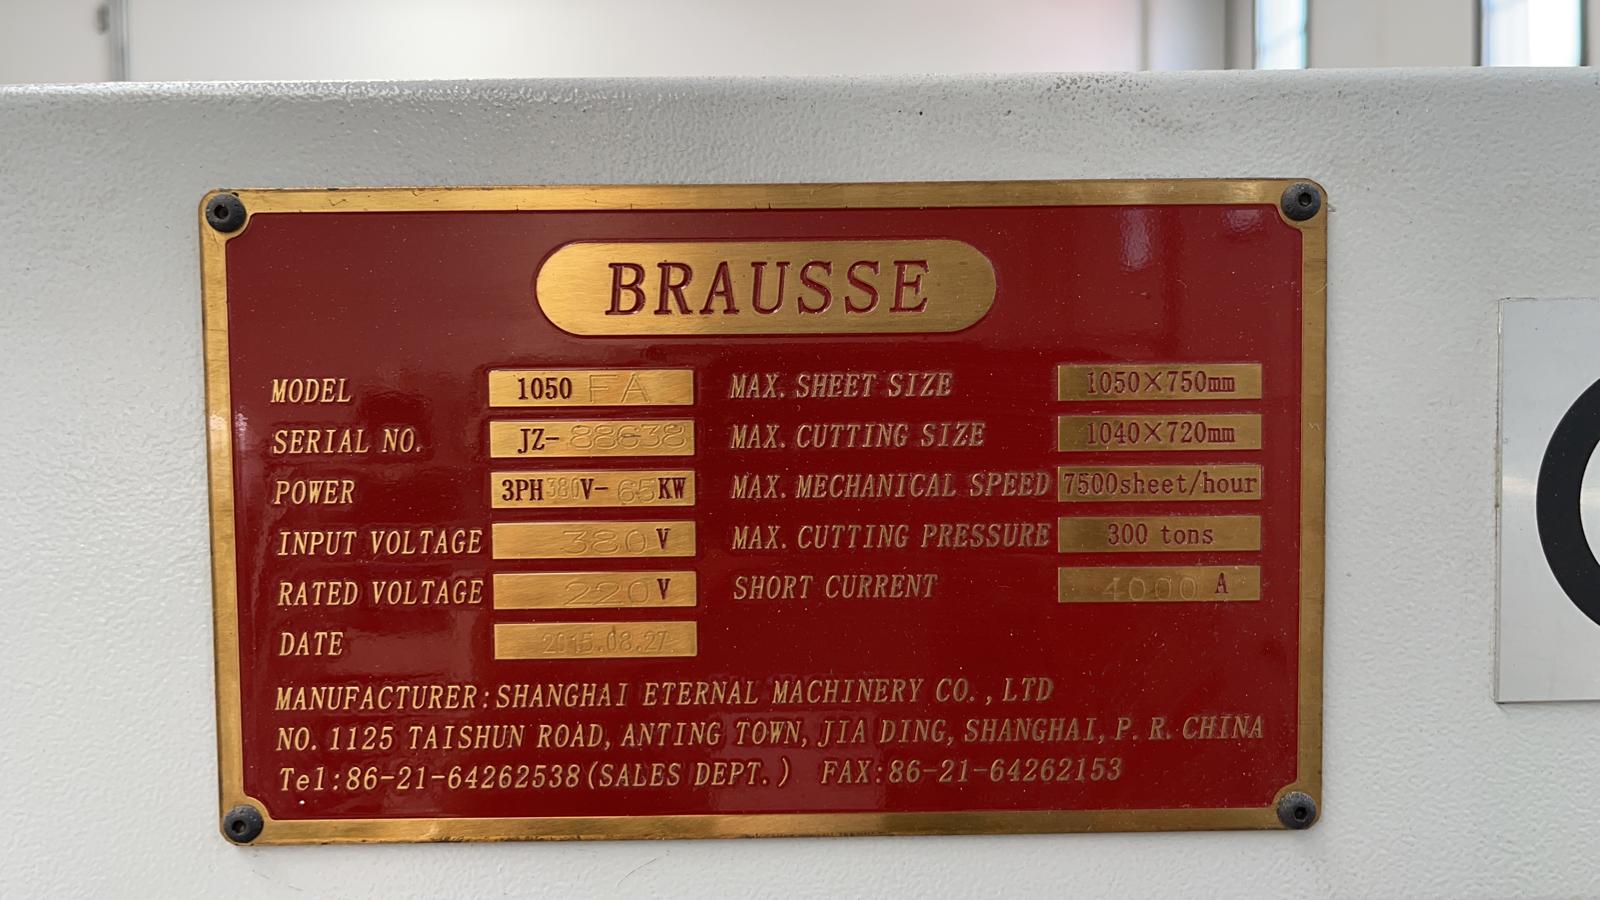 BRAUSSE
MODEL 1050 FA
SERIAL NO. JZ-88638
POWER 3PH 380V- 65KW
INPUT VOLTAGE 380V
RATED VOLTAGE 220V
DATE 2015.08.27
MAX. SHEET SIZE 1050×750mm
MAX. CUTTING SIZE 1040×720mm
MAX. MECHANICAL SPEED 7500sheet/hour
MAX. CUTTING PRESSURE 300 tons
SHORT CURRENT 4000 A
MANUFACTURER:SHANGHAI ETERNAL MACHINERY CO.,LTD
NO. 1125 TAISHUN ROAD, ANTING TOWN, JIA DING, SHANGHAI, P. R. CHINA
Tel:86-21-64262538(SALES DEPT.) FAX:86-21-64262153